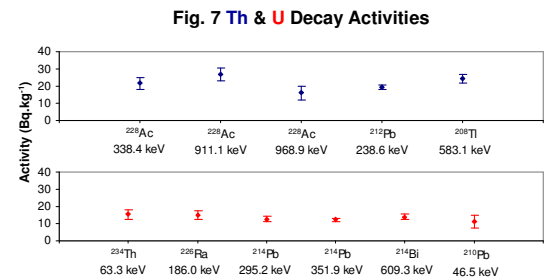 Fig. 7 Th & U Decay Activities
Activity (Bq.kg⁻¹)
40
30
20
10
0
²²⁸Ac ²²⁸Ac ²²⁸Ac ²¹²Pb ²⁰⁸Tl
338.4 keV 911.1 keV 968.9 keV 238.6 keV 583.1 keV
40
30
20
10
0
²³⁴Th ²²⁶Ra ²¹⁴Pb ²¹⁴Pb ²¹⁴Bi ²¹⁰Pb
63.3 keV 186.0 keV 295.2 keV 351.9 keV 609.3 keV 46.5 keV